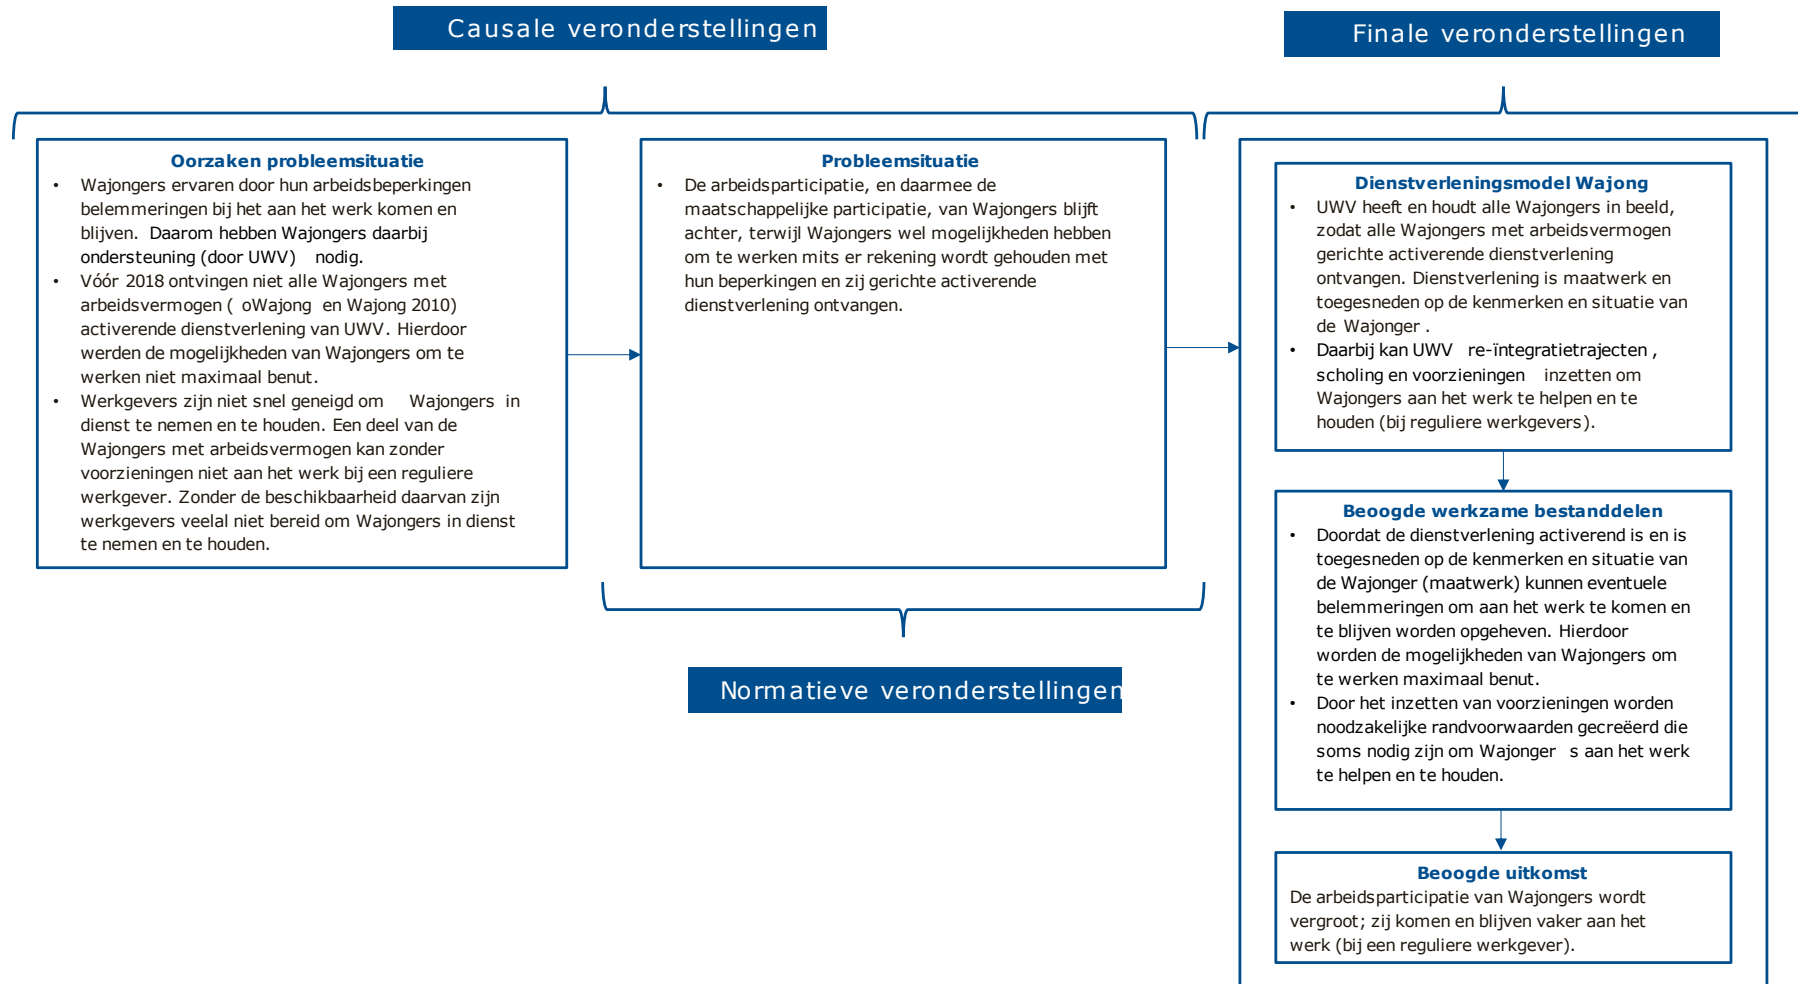 Causale veronderstellingen
Finale veronderstellingen
Oorzaken probleemsituatie
• Wajongers ervaren door hun arbeidsbeperkingen
belemmeringen bij het aan het werk komen en
blijven. Daarom hebben Wajongers daarbij
ondersteuning (door UWV) nodig.
• Vóór 2018 ontvingen niet alle Wajongers met
arbeidsvermogen ( oWajong en Wajong 2010)
activerende dienstverlening van UWV. Hierdoor
werden de mogelijkheden van Wajongers om te
werken niet maximaal benut.
• Werkgevers zijn niet snel geneigd om Wajongers in
dienst te nemen en te houden. Een deel van de
Wajongers met arbeidsvermogen kan zonder
voorzieningen niet aan het werk bij een reguliere
werkgever. Zonder de beschikbaarheid daarvan zijn
werkgevers veelal niet bereid om Wajongers in dienst
te nemen en te houden.
Probleemsituatie
• De arbeidsparticipatie, en daarmee de
maatschappelijke participatie, van Wajongers blijft
achter, terwijl Wajongers wel mogelijkheden hebben
om te werken mits er rekening wordt gehouden met
hun beperkingen en zij gerichte activerende
dienstverlening ontvangen.
Normatieve veronderstellingen
Dienstverleningsmodel Wajong
• UWV heeft en houdt alle Wajongers in beeld,
zodat alle Wajongers met arbeidsvermogen
gerichte activerende dienstverlening
ontvangen. Dienstverlening is maatwerk en
toegesneden op de kenmerken en situatie van
de Wajonger .
• Daarbij kan UWV re-ïntegratietrajecten ,
scholing en voorzieningen inzetten om
Wajongers aan het werk te helpen en te
houden (bij reguliere werkgevers).
Beoogde werkzame bestanddelen
• Doordat de dienstverlening activerend is en is
toegesneden op de kenmerken en situatie van
de Wajonger (maatwerk) kunnen eventuele
belemmeringen om aan het werk te komen en
te blijven worden opgeheven. Hierdoor
worden de mogelijkheden van Wajongers om
te werken maximaal benut.
• Door het inzetten van voorzieningen worden
noodzakelijke randvoorwaarden gecreëerd die
soms nodig zijn om Wajonger s aan het werk
te helpen en te houden.
Beoogde uitkomst
De arbeidsparticipatie van Wajongers wordt
vergroot; zij komen en blijven vaker aan het
werk (bij een reguliere werkgever).